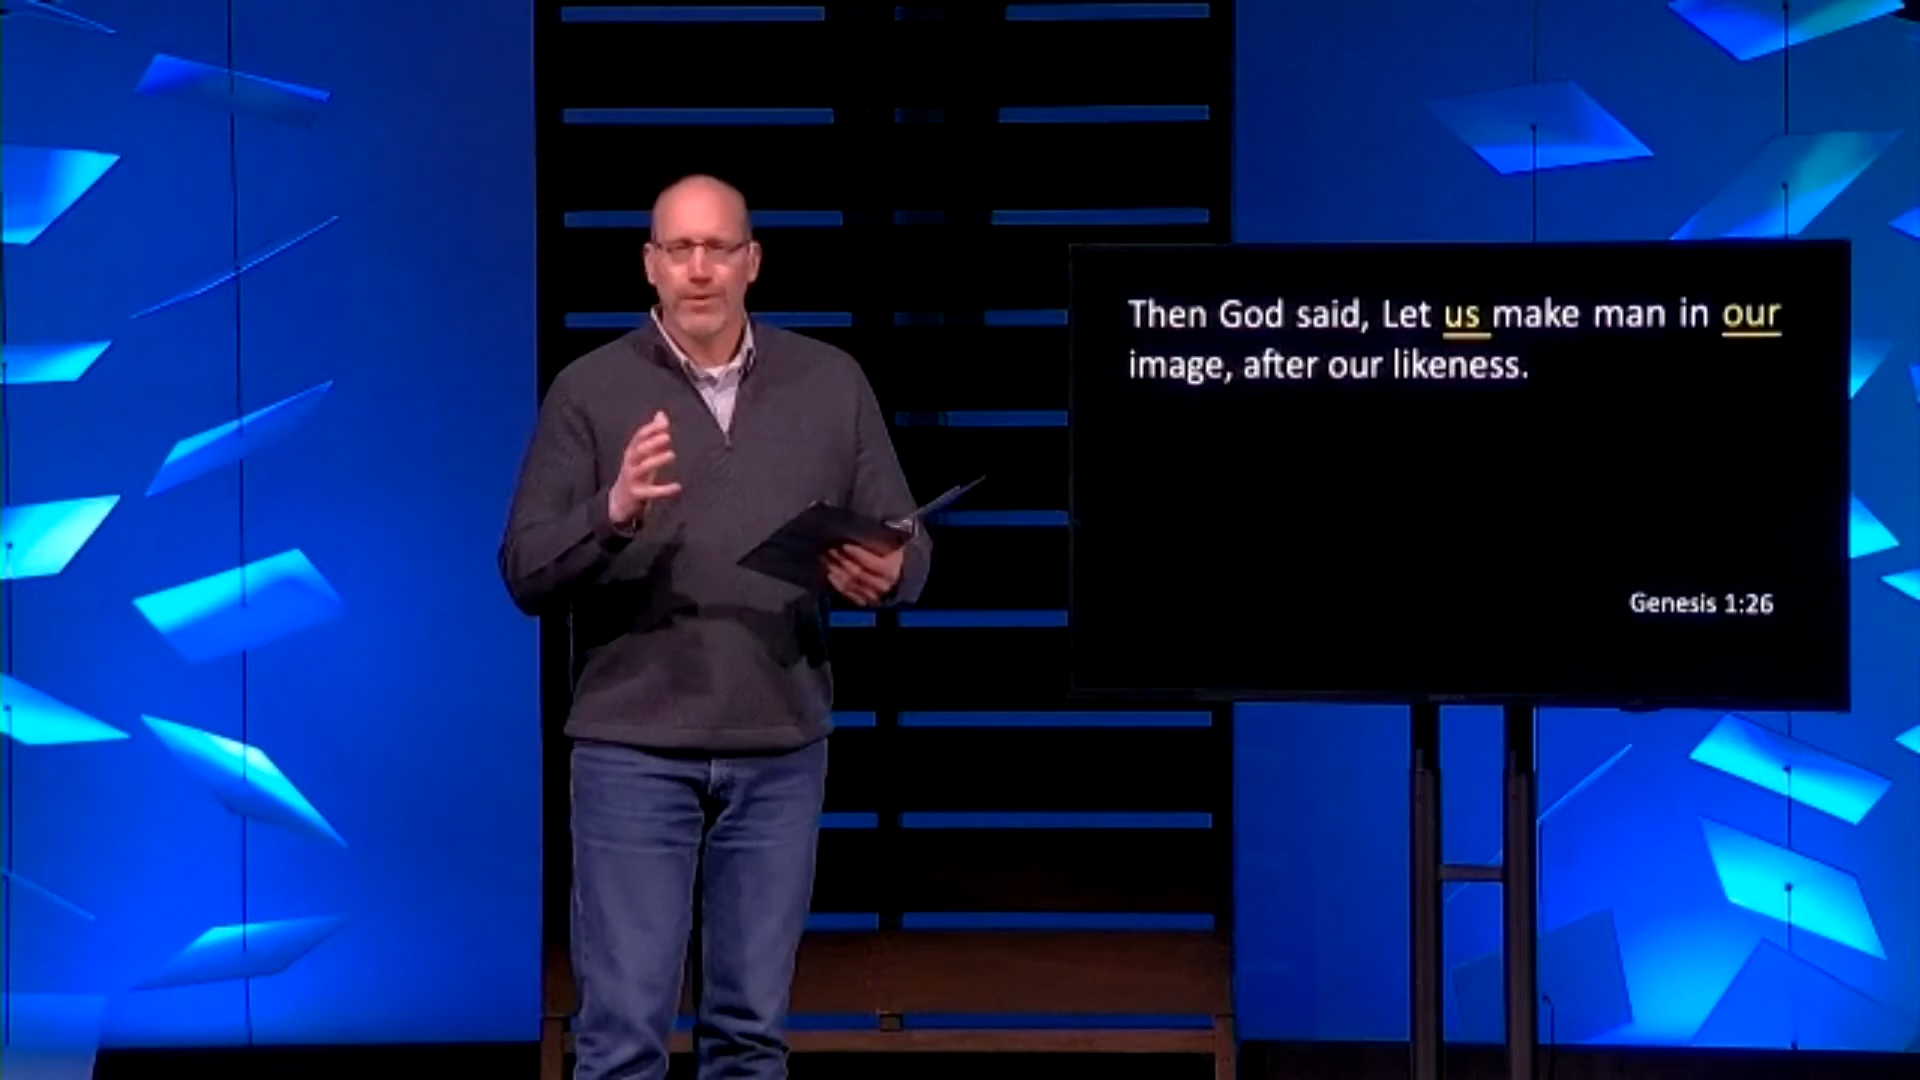 Then God said, Let us make man in our
image, after our likeness.
Genesis 1:26